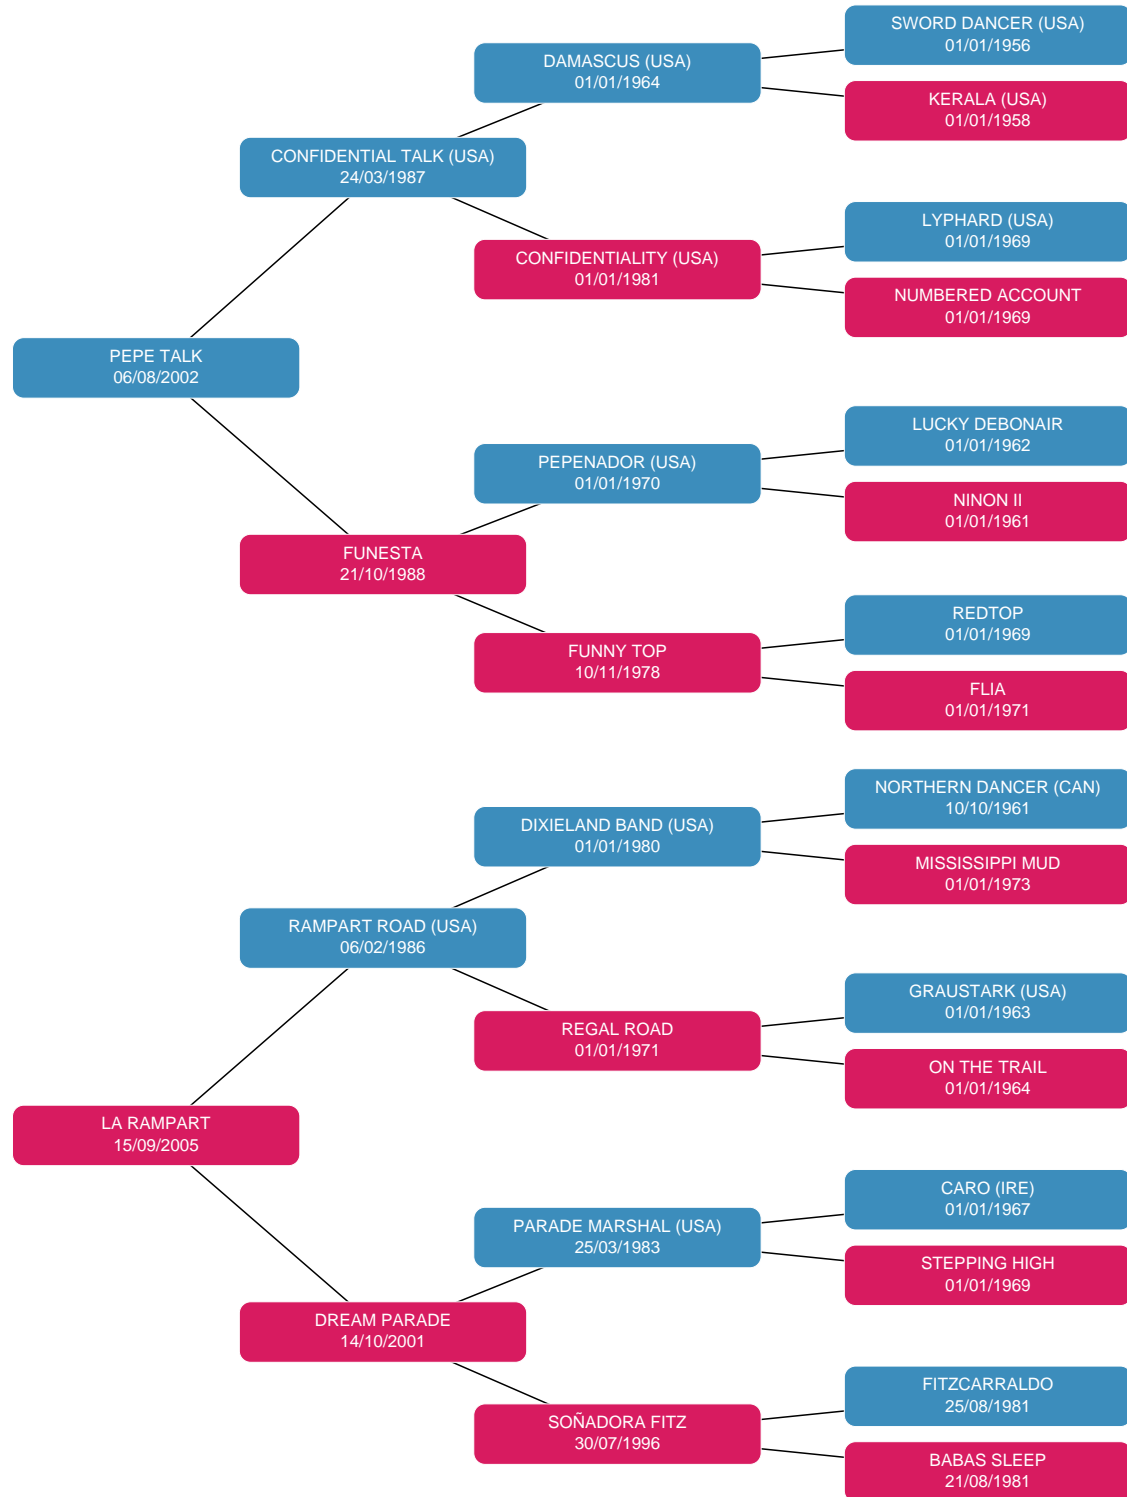 SWORD DANCER (USA)
01/01/1956
DAMASCUS (USA)
01/01/1964
KERALA (USA)
01/01/1958
CONFIDENTIAL TALK (USA)
24/03/1987
LYPHARD (USA)
01/01/1969
CONFIDENTIALITY (USA)
01/01/1981
NUMBERED ACCOUNT
01/01/1969
PEPE TALK
06/08/2002
LUCKY DEBONAIR
01/01/1962
PEPENADOR (USA)
01/01/1970
NINON II
01/01/1961
FUNESTA
21/10/1988
REDTOP
01/01/1969
FUNNY TOP
10/11/1978
FLIA
01/01/1971
NORTHERN DANCER (CAN)
10/10/1961
DIXIELAND BAND (USA)
01/01/1980
MISSISSIPPI MUD
01/01/1973
RAMPART ROAD (USA)
06/02/1986
GRAUSTARK (USA)
01/01/1963
REGAL ROAD
01/01/1971
ON THE TRAIL
01/01/1964
LA RAMPART
15/09/2005
CARO (IRE)
01/01/1967
PARADE MARSHAL (USA)
25/03/1983
STEPPING HIGH
01/01/1969
DREAM PARADE
14/10/2001
FITZCARRALDO
25/08/1981
SOÑADORA FITZ
30/07/1996
BABAS SLEEP
21/08/1981